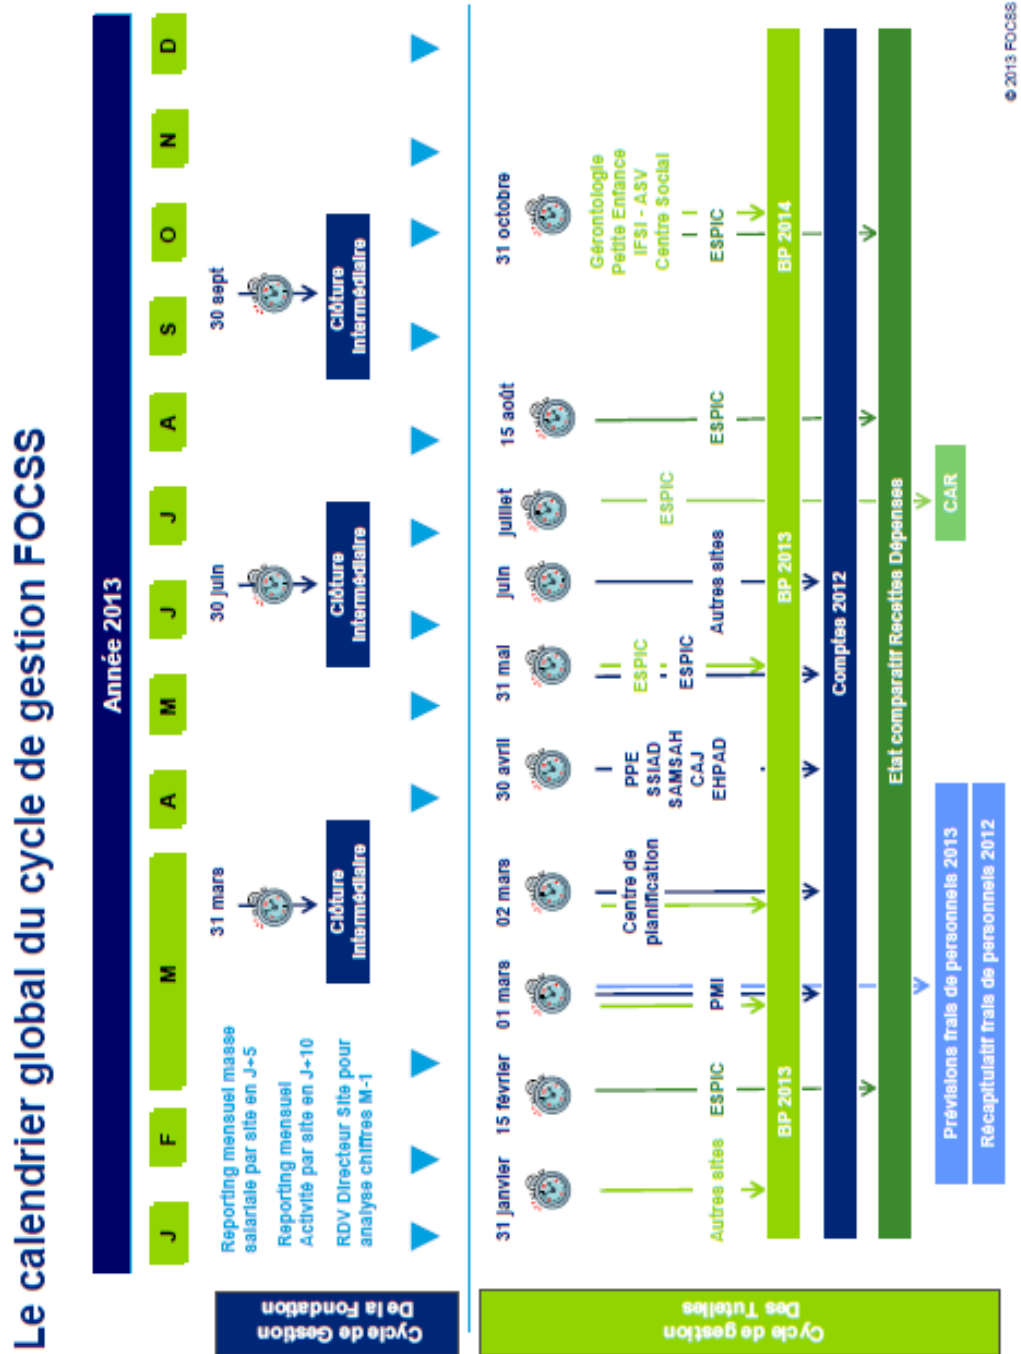 Le calendrier global du cycle de gestion FOCSS
Année 2013
J
F
M
A
M
J
J
A
S
O
N
D
Cycle de Gestion
De la Fondation
Reporting mensuel masse
salariale par site en J+5
Reporting mensuel
Activité par site en J+10
RDV Directeur Site pour
analyse chiffres M-1
31 mars
Clôture
Intermédiaire
30 juin
Clôture
Intermédiaire
30 sept
Clôture
Intermédiaire
Cycle de gestion
Des Tutelles
31 janvier
15 février
01 mars
02 mars
30 avril
31 mai
juin
juillet
15 août
31 octobre
Autres sites
ESPIC
PMI
Centre de
planification
PPE
SSIAD
SAMSAH
CAJ
EHPAD
ESPIC
ESPIC
Autres sites
ESPIC
ESPIC
Gérontologie
Petite Enfance
IFSI - ASV
Centre Social
ESPIC
BP 2013
BP 2013
BP 2014
Comptes 2012
Etat comparatif Recettes Dépenses
Prévisions frais de personnels 2013
Récapitulatif frais de personnels 2012
CAR
© 2013 FOCSS